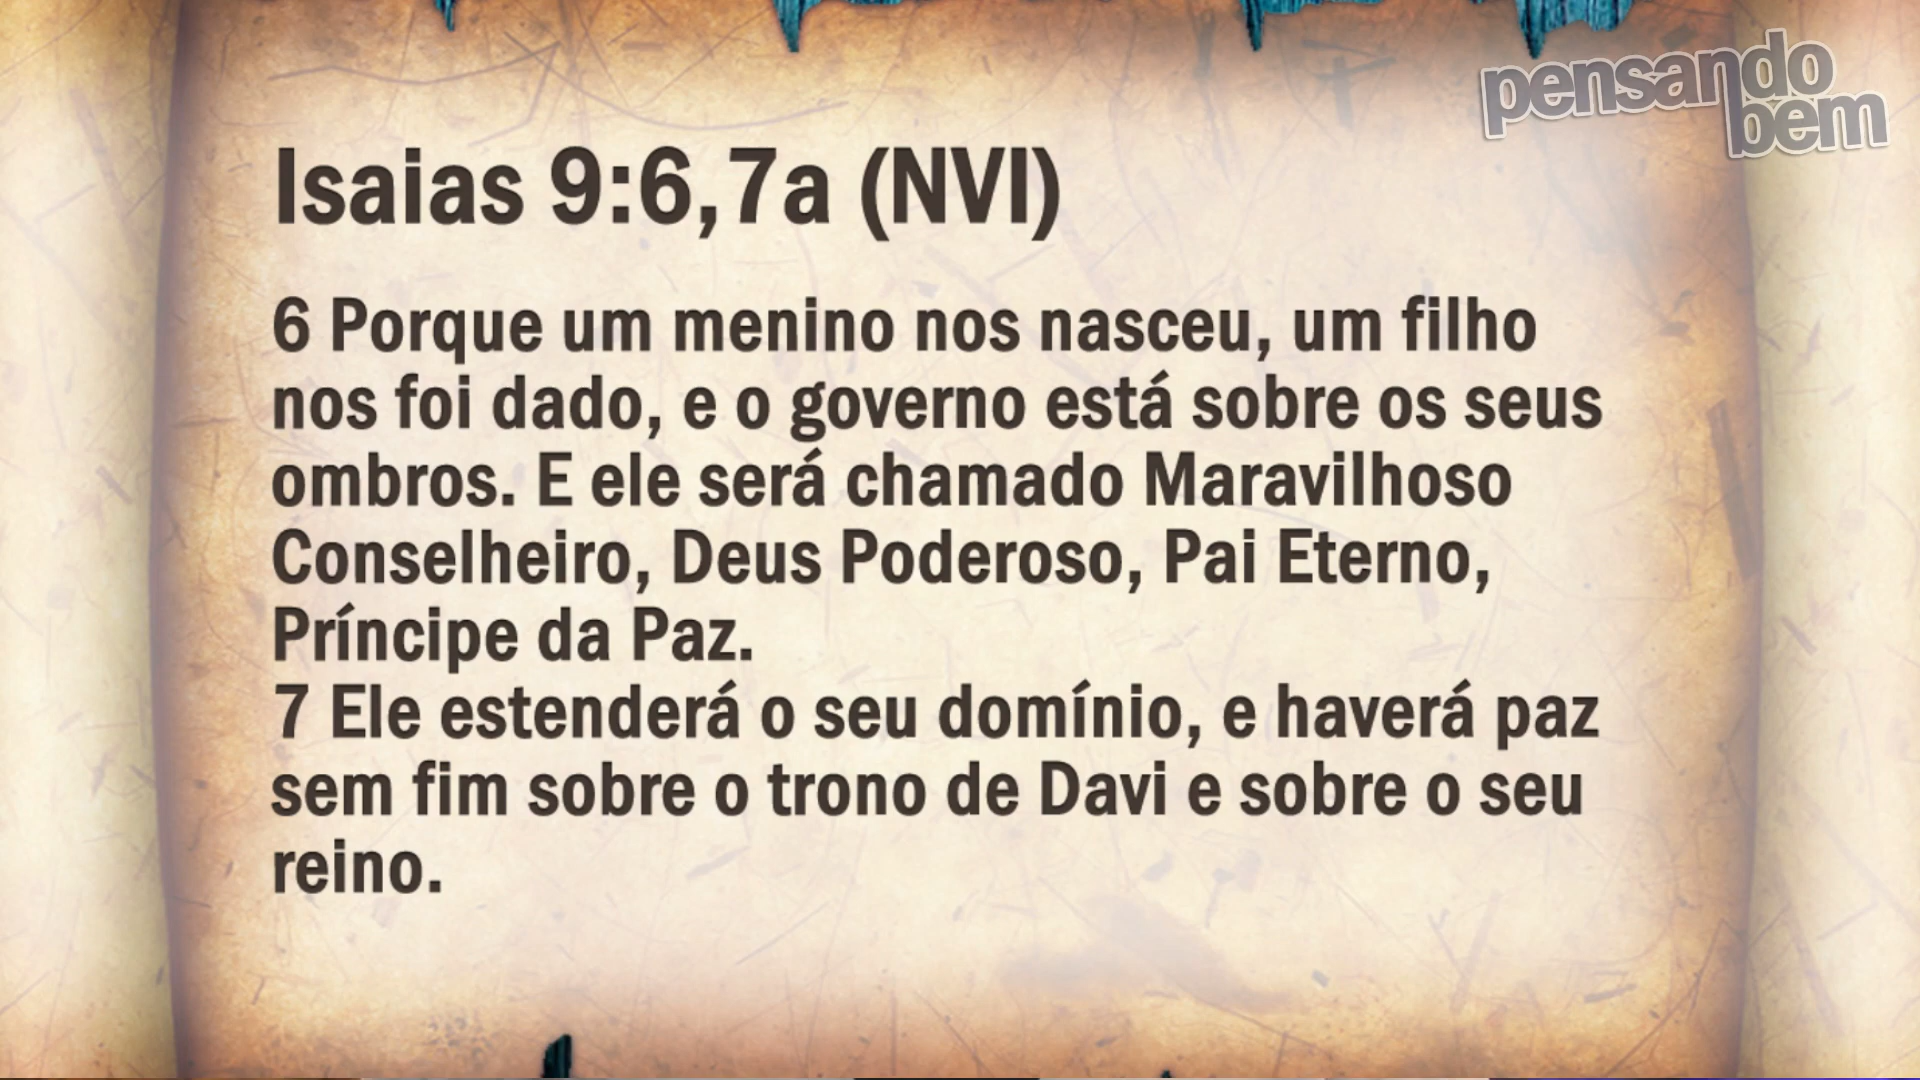 pensando
bem
Isaias 9:6,7a (NVI)
6 Porque um menino nos nasceu, um filho
nos foi dado, e o governo está sobre os seus
ombros. E ele será chamado Maravilhoso
Conselheiro, Deus Poderoso, Pai Eterno,
Príncipe da Paz.
7 Ele estenderá o seu domínio, e haverá paz
sem fim sobre o trono de Davi e sobre o seu
reino.